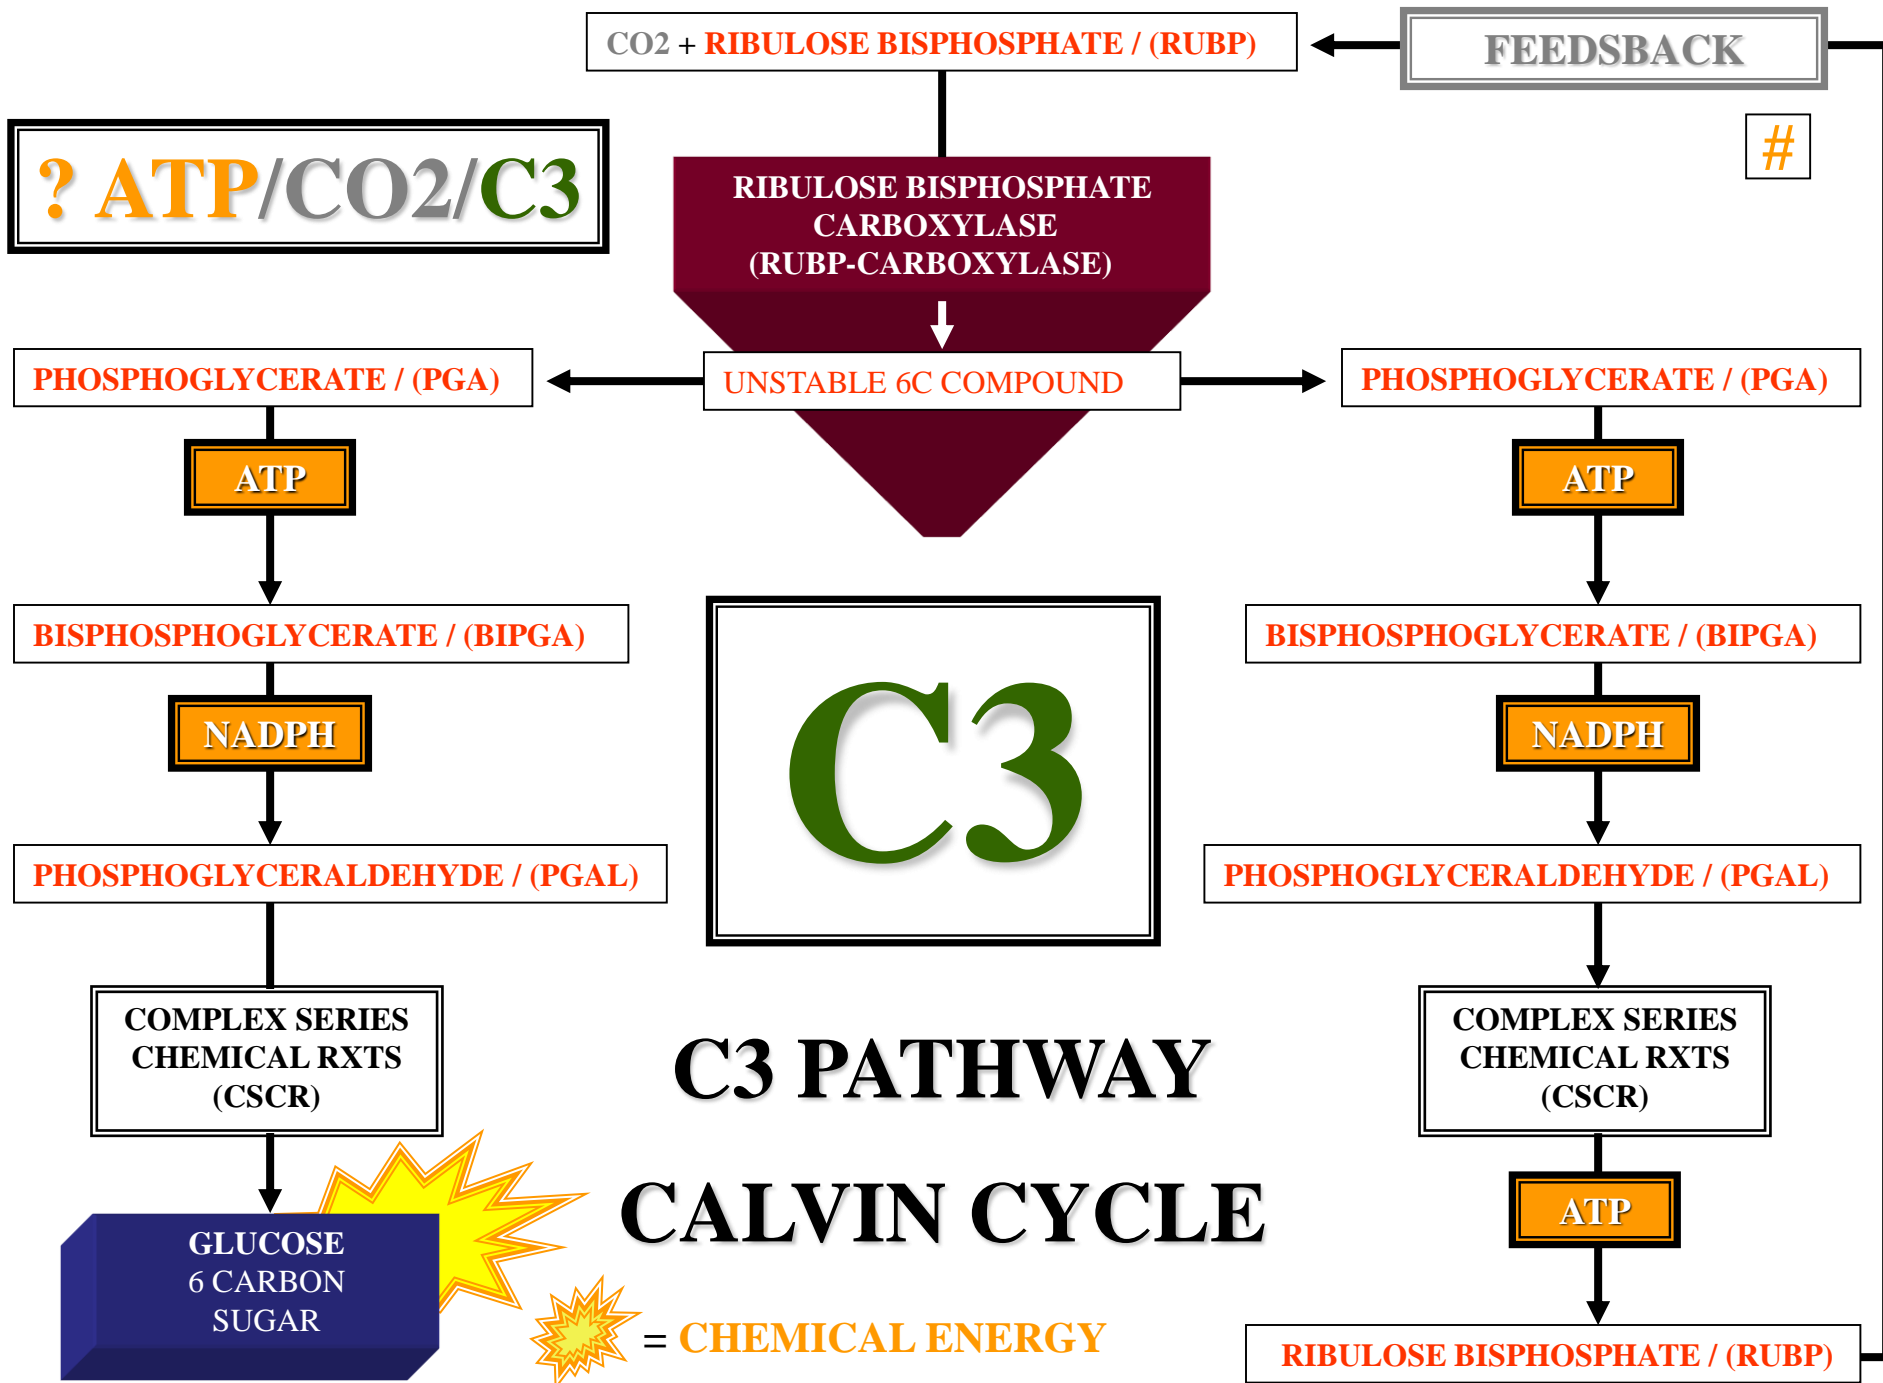 CO2 + RIBULOSE BISPHOSPHATE / (RUBP)
FEEDSBACK
#
? ATP/CO2/C3
RIBULOSE BISPHOSPHATE
CARBOXYLASE
(RUBP-CARBOXYLASE)
PHOSPHOGLYCERATE / (PGA)
UNSTABLE 6C COMPOUND
PHOSPHOGLYCERATE / (PGA)
ATP
ATP
BISPHOSPHOGLYCERATE / (BIPGA)
BISPHOSPHOGLYCERATE / (BIPGA)
NADPH
NADPH
C3
PHOSPHOGLYCERALDEHYDE / (PGAL)
PHOSPHOGLYCERALDEHYDE / (PGAL)
COMPLEX SERIES
CHEMICAL RXTS
(CSCR)
C3 PATHWAY
COMPLEX SERIES
CHEMICAL RXTS
(CSCR)
CALVIN CYCLE
ATP
GLUCOSE
6 CARBON
SUGAR
= CHEMICAL ENERGY
RIBULOSE BISPHOSPHATE / (RUBP)